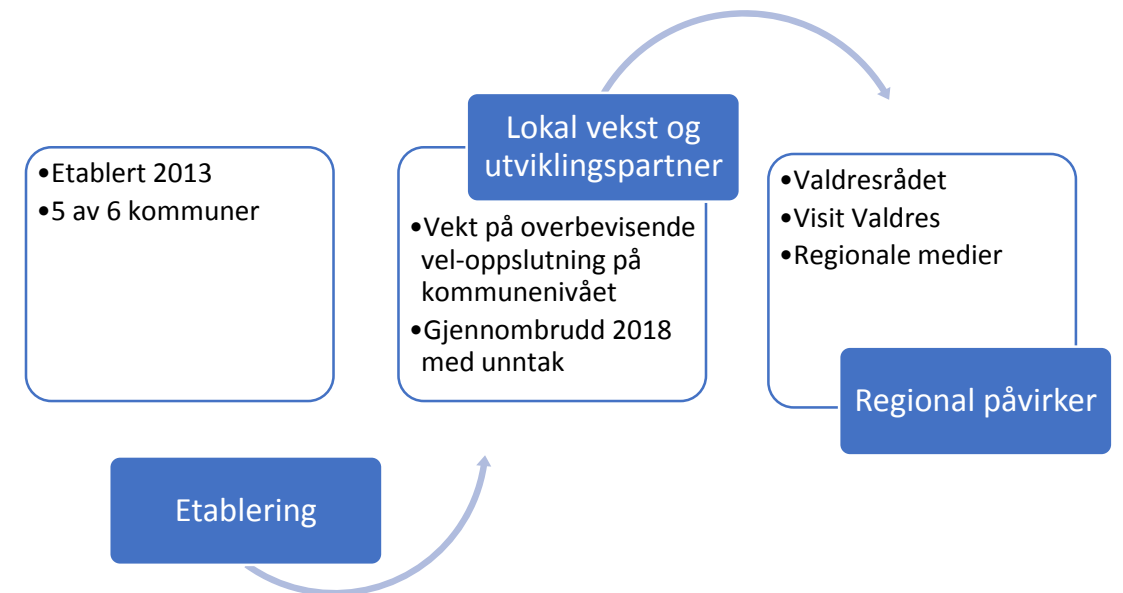 •Etablert 2013
•5 av 6 kommuner
Etablering
Lokal vekst og
utviklingspartner
•Vekt på overbevisende
vel-oppslutning på
kommunenivået
•Gjennombrudd 2018
med unntak
•Valdresrådet
•Visit Valdres
•Regionale medier
Regional påvirker